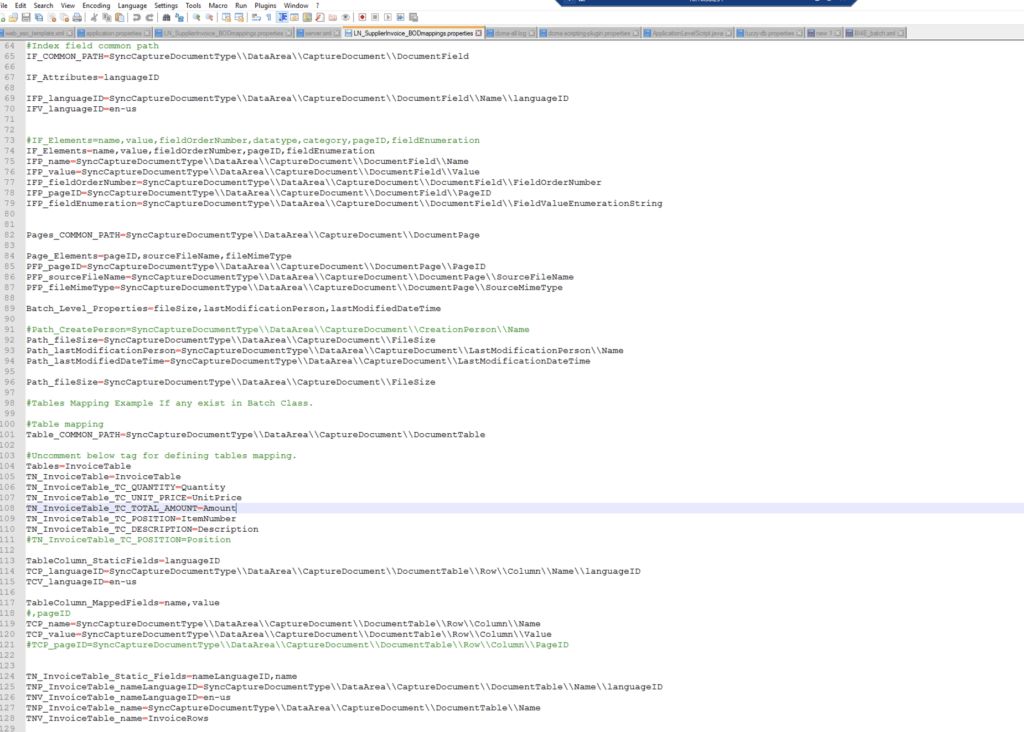 File Edit Search View Encoding Language Settings Tools Macro Run Plugins Window ?
application.properties LN_SupplierInvoice_BODmappings.properties server.xml LN_SupplierInvoice_BODmappings.properties dcma-all.log dcma-scripting-plugin.properties ApplicationLevelScript.java fuzzy-db.properties new 1
64 #Index field common path
65 IF_COMMON_PATH=SyncCaptureDocumentType\\DataArea\\CaptureDocument\\DocumentField
66
67 IF_Attributes=languageID
68
69 IFP_languageID=SyncCaptureDocumentType\\DataArea\\CaptureDocument\\DocumentField\\Name\\languageID
70 IFV_languageID=en-us
71
72
73 #IF_Elements=name,value,fieldOrderNumber,datatype,category,pageID,fieldEnumeration
74 IF_Elements=name,value,fieldOrderNumber,pageID,fieldEnumeration
75 IFP_name=SyncCaptureDocumentType\\DataArea\\CaptureDocument\\DocumentField\\Name
76 IFP_value=SyncCaptureDocumentType\\DataArea\\CaptureDocument\\DocumentField\\Value
77 IFP_fieldOrderNumber=SyncCaptureDocumentType\\DataArea\\CaptureDocument\\DocumentField\\FieldOrderNumber
78 IFP_pageID=SyncCaptureDocumentType\\DataArea\\CaptureDocument\\DocumentField\\PageID
79 IFP_fieldEnumeration=SyncCaptureDocumentType\\DataArea\\CaptureDocument\\DocumentField\\FieldValueEnumerationString
80
81
82 Pages_COMMON_PATH=SyncCaptureDocumentType\\DataArea\\CaptureDocument\\DocumentPage
83
84 Page_Elements=pageID,sourceFileName,fileMimeType
85 PFP_pageID=SyncCaptureDocumentType\\DataArea\\CaptureDocument\\DocumentPage\\PageID
86 PFP_sourceFileName=SyncCaptureDocumentType\\DataArea\\CaptureDocument\\DocumentPage\\SourceFileName
87 PFP_fileMimeType=SyncCaptureDocumentType\\DataArea\\CaptureDocument\\DocumentPage\\SourceMimeType
88
89 Batch_Level_Properties=fileSize,lastModificationPerson,lastModifiedDateTime
90
91 #Path_CreatePerson=SyncCaptureDocumentType\\DataArea\\CaptureDocument\\CreationPerson\\Name
92 Path_fileSize=SyncCaptureDocumentType\\DataArea\\CaptureDocument\\FileSize
93 Path_lastModificationPerson=SyncCaptureDocumentType\\DataArea\\CaptureDocument\\LastModificationPerson\\Name
94 Path_lastModifiedDateTime=SyncCaptureDocumentType\\DataArea\\CaptureDocument\\LastModificationDateTime
95
96 Path_fileSize=SyncCaptureDocumentType\\DataArea\\CaptureDocument\\FileSize
97
98 #Tables Mapping Example If any exist in Batch Class.
99
100 #Table mapping
101 Table_COMMON_PATH=SyncCaptureDocumentType\\DataArea\\CaptureDocument\\DocumentTable
102
103 #Uncomment below tag for defining tables mapping.
104 Tables=InvoiceTable
105 TN_InvoiceTable=InvoiceTable
106 TN_InvoiceTable_TC_QUANTITY=Quantity
107 TN_InvoiceTable_TC_UNIT_PRICE=UnitPrice
108 TN_InvoiceTable_TC_TOTAL_AMOUNT=Amount
109 TN_InvoiceTable_TC_POSITION=ItemNumber
110 TN_InvoiceTable_TC_DESCRIPTION=Description
111 #TN_InvoiceTable_TC_POSITION=Position
112
113 TableColumn_StaticFields=languageID
114 TCP_languageID=SyncCaptureDocumentType\\DataArea\\CaptureDocument\\DocumentTable\\Row\\Column\\Name\\languageID
115 TCV_languageID=en-us
116
117 TableColumn_MappedFields=name,value
118 #,pageID
119 TCP_name=SyncCaptureDocumentType\\DataArea\\CaptureDocument\\DocumentTable\\Row\\Column\\Name
120 TCP_value=SyncCaptureDocumentType\\DataArea\\CaptureDocument\\DocumentTable\\Row\\Column\\Value
121 #TCP_pageID=SyncCaptureDocumentType\\DataArea\\CaptureDocument\\DocumentTable\\Row\\Column\\PageID
122
123
124 TN_InvoiceTable_Static_Fields=nameLanguageID,name
125 TNP_InvoiceTable_nameLanguageID=SyncCaptureDocumentType\\DataArea\\CaptureDocument\\DocumentTable\\Name\\languageID
126 TNV_InvoiceTable_nameLanguageID=en-us
127 TNP_InvoiceTable_name=SyncCaptureDocumentType\\DataArea\\CaptureDocument\\DocumentTable\\Name
128 TNV_InvoiceTable_name=InvoiceRows
129